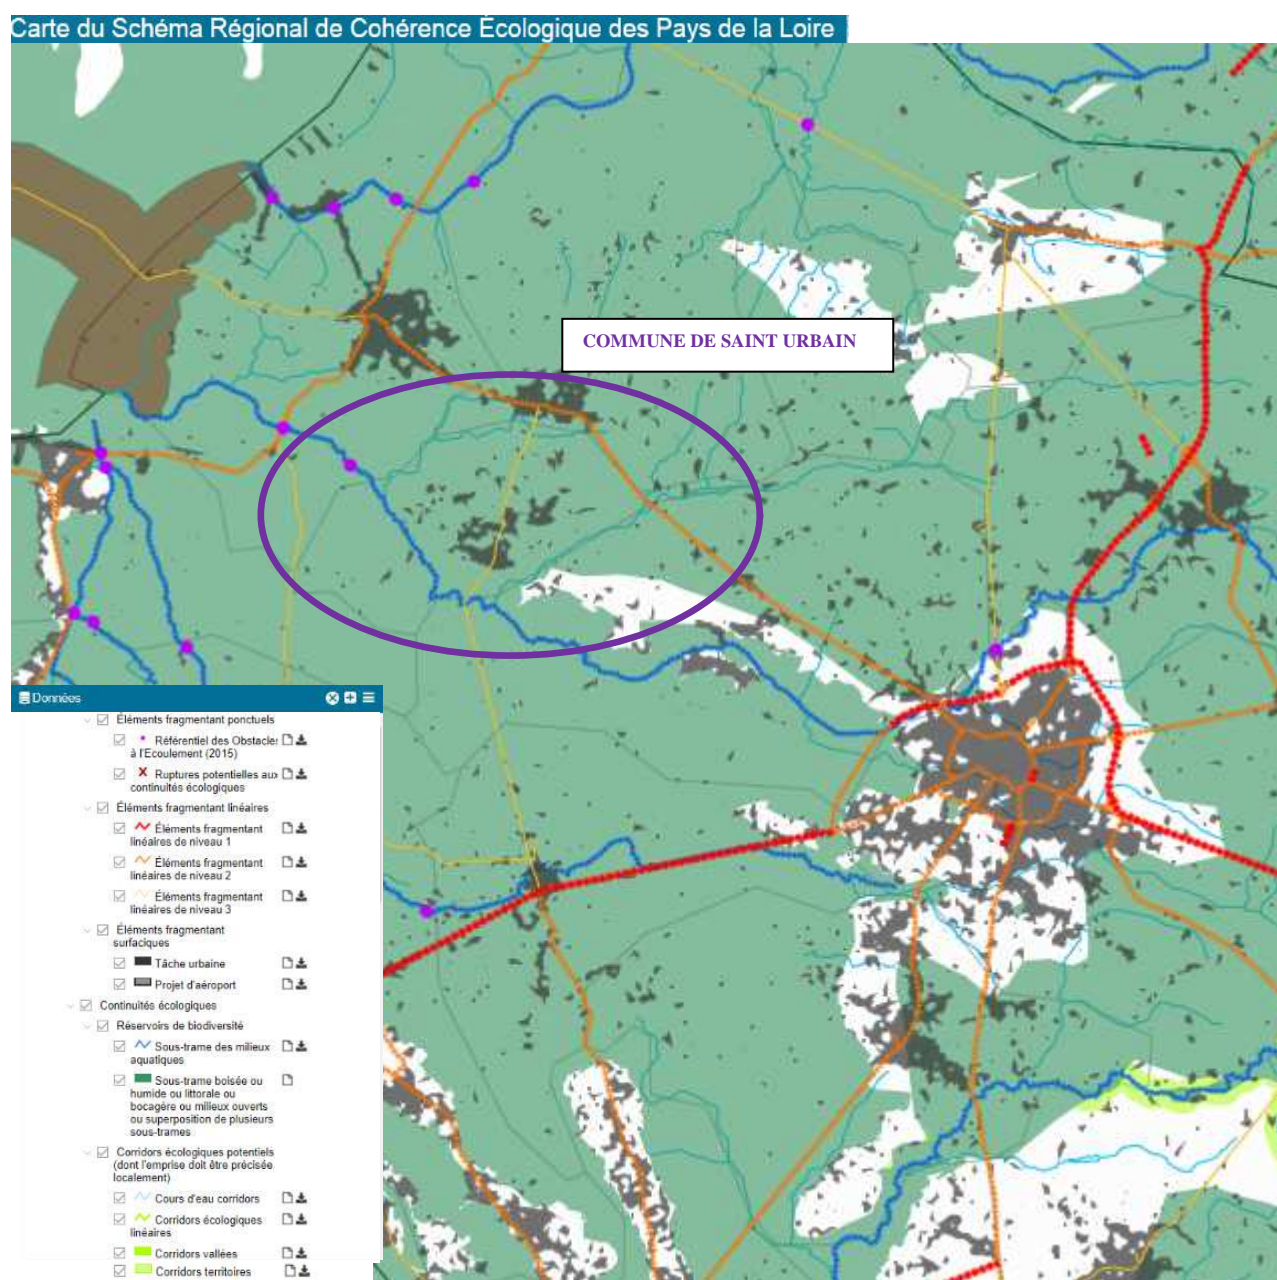 Carte du Schéma Régional de Cohérence Écologique des Pays de la Loire
COMMUNE DE SAINT URBAIN
Données
Éléments fragmentant ponctuels
Référentiel des Obstacles
à l'Ecoulement (2015)
Ruptures potentielles aux
continuités écologiques
Éléments fragmentant linéaires
Éléments fragmentant
linéaires de niveau 1
Éléments fragmentant
linéaires de niveau 2
Éléments fragmentant
linéaires de niveau 3
Éléments fragmentant
surfaciques
Tâche urbaine
Projet d'aéroport
Continuités écologiques
Réservoirs de biodiversité
Sous-trame des milieux
aquatiques
Sous-trame boisée ou
humide ou littorale ou
bocagère ou milieux ouverts
ou superposition de plusieurs
sous-trames
Corridors écologiques potentiels
(dont l'emprise doit être précisée
localement)
Cours d'eau corridors
Corridors écologiques
linéaires
Corridors vallées
Corridors territoires